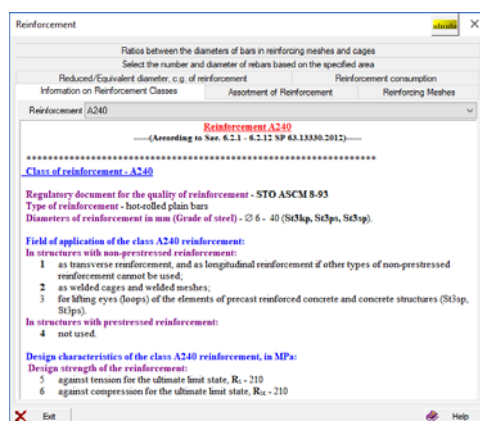 Reinforcement
Ratios between the diameters of bars in reinforcing meshes and cages
Select the number and diameter of rebars based on the specified area
Reduced/Equivalent diameter, c.g. of reinforcement
Reinforcement consumption
Information on Reinforcement Classes
Assortment of Reinforcement
Reinforcing Meshes
Reinforcement A240
Reinforcement A240
-----(According to Sec. 6.2.1 - 6.2.12 SP 63.13330.2012)-----
******************************************************************
Class of reinforcement - A240
Regulatory document for the quality of reinforcement - STO ASCM 8-93
Type of reinforcement - hot-rolled plain bars
Diameters of reinforcement in mm (Grade of steel) - ∅ 6 - 40 (St3kp, St3ps, St3sp).
Field of application of the class A240 reinforcement:
In structures with non-prestressed reinforcement:
1 as transverse reinforcement, and as longitudinal reinforcement if other types of non-prestressed
reinforcement cannot be used;
2 as welded cages and welded meshes;
3 for lifting eyes (loops) of the elements of precast reinforced concrete and concrete structures (St3sp,
St3ps).
In structures with prestressed reinforcement:
4 not used.
Design characteristics of the class A240 reinforcement, in MPa:
Design strength of the reinforcement:
5 against tension for the ultimate limit state, Rs - 210
6 against compression for the ultimate limit state, Rsc - 210
Exit
Help